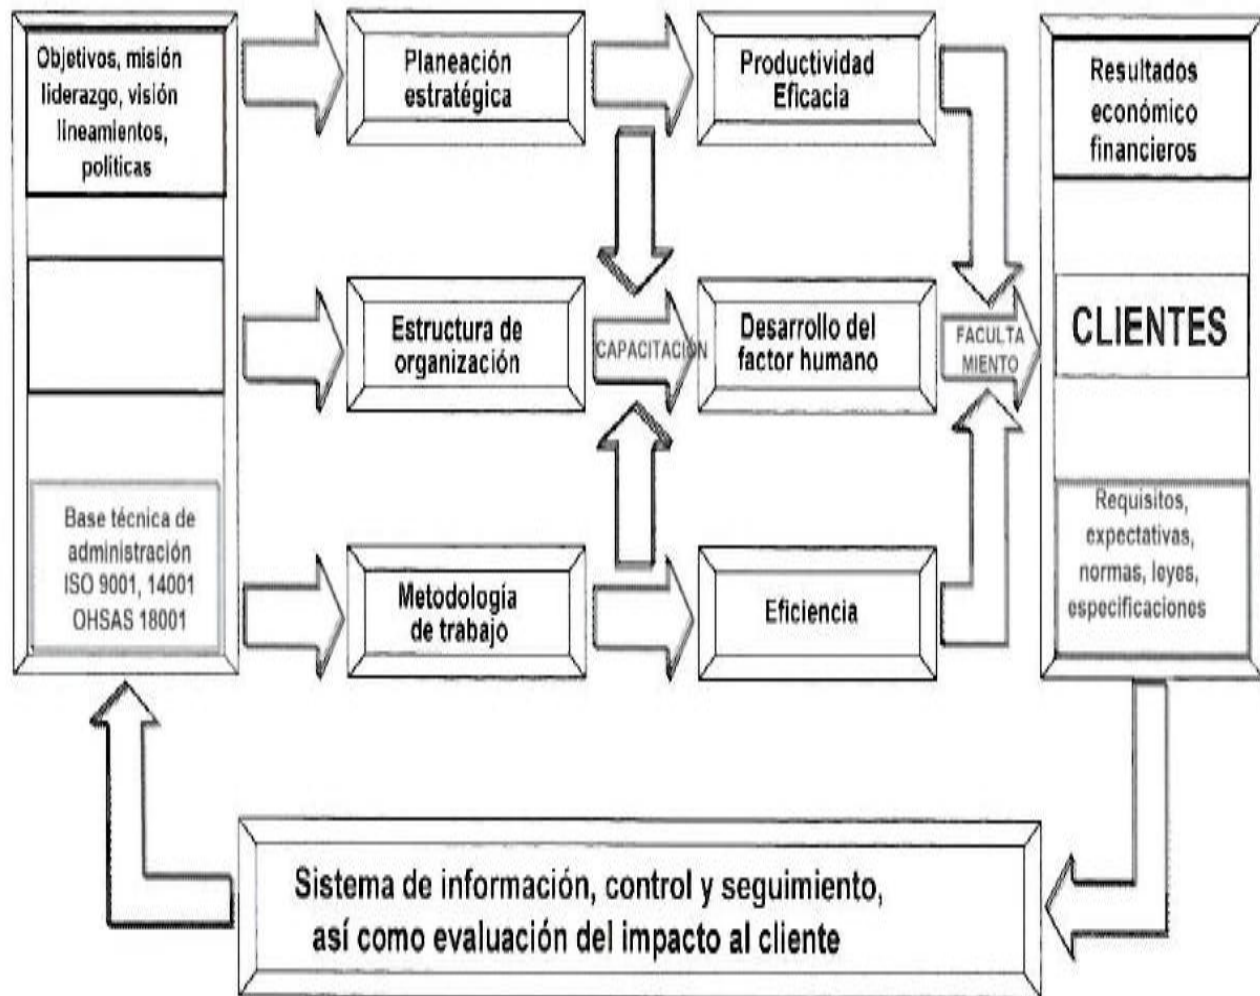 Objetivos, misión
liderazgo, visión
lineamientos,
políticas
Planeación
estratégica
Productividad
Eficacia
Resultados
económico
financieros
Estructura de
organización
CAPACITACIÓN
Desarrollo del
factor humano
FACULTA
MIENTO
CLIENTES
Base técnica de
administración
ISO 9001, 14001
OHSAS 18001
Metodología
de trabajo
Eficiencia
Requisitos,
expectativas,
normas, leyes,
especificaciones
Sistema de información, control y seguimiento,
así como evaluación del impacto al cliente